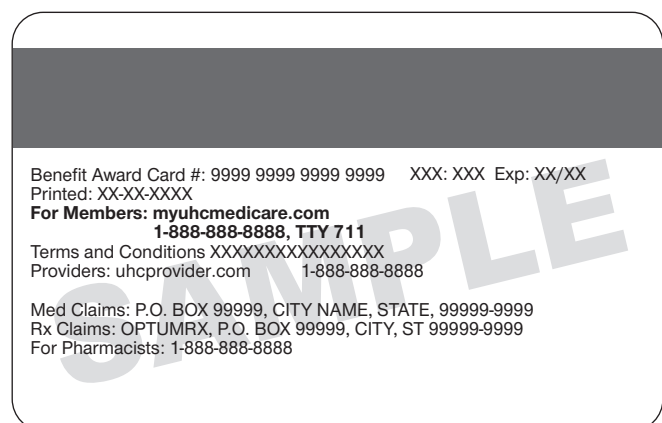 Benefit Award Card #: 9999 9999 9999 9999 XXX: XXX Exp: XX/XX
Printed: XX-XX-XXXX
For Members: myuhcmedicare.com
1-888-888-8888, TTY 711
Terms and Conditions XXXXXXXXXXXXXXXX
Providers: uhcprovider.com 1-888-888-8888
Med Claims: P.O. BOX 99999, CITY NAME, STATE, 99999-9999
Rx Claims: OPTUMRX, P.O. BOX 99999, CITY, ST 99999-9999
For Pharmacists: 1-888-888-8888
SAMPLE